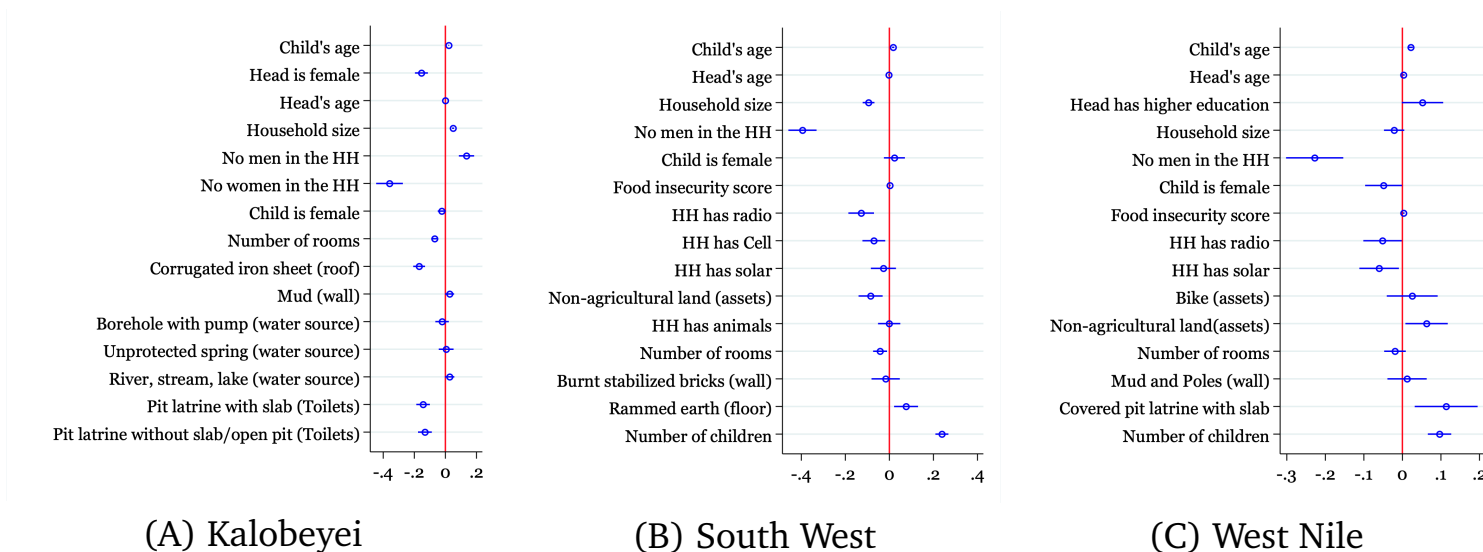 Child's age
Head is female
Head's age
Household size
No men in the HH
No women in the HH
Child is female
Number of rooms
Corrugated iron sheet (roof)
Mud (wall)
Borehole with pump (water source)
Unprotected spring (water source)
River, stream, lake (water source)
Pit latrine with slab (Toilets)
Pit latrine without slab/open pit (Toilets)
-.4 -.2 0 .2
(A) Kalobeyei
Child's age
Head's age
Household size
No men in the HH
Child is female
Food insecurity score
HH has radio
HH has Cell
HH has solar
Non-agricultural land (assets)
HH has animals
Number of rooms
Burnt stabilized bricks (wall)
Rammed earth (floor)
Number of children
-.4 -.2 0 .2 .4
(B) South West
Child's age
Head's age
Head has higher education
Household size
No men in the HH
Child is female
Food insecurity score
HH has radio
HH has solar
Bike (assets)
Non-agricultural land(assets)
Number of rooms
Mud and Poles (wall)
Covered pit latrine with slab
Number of children
-.3 -.2 -.1 0 .1 .2
(C) West Nile